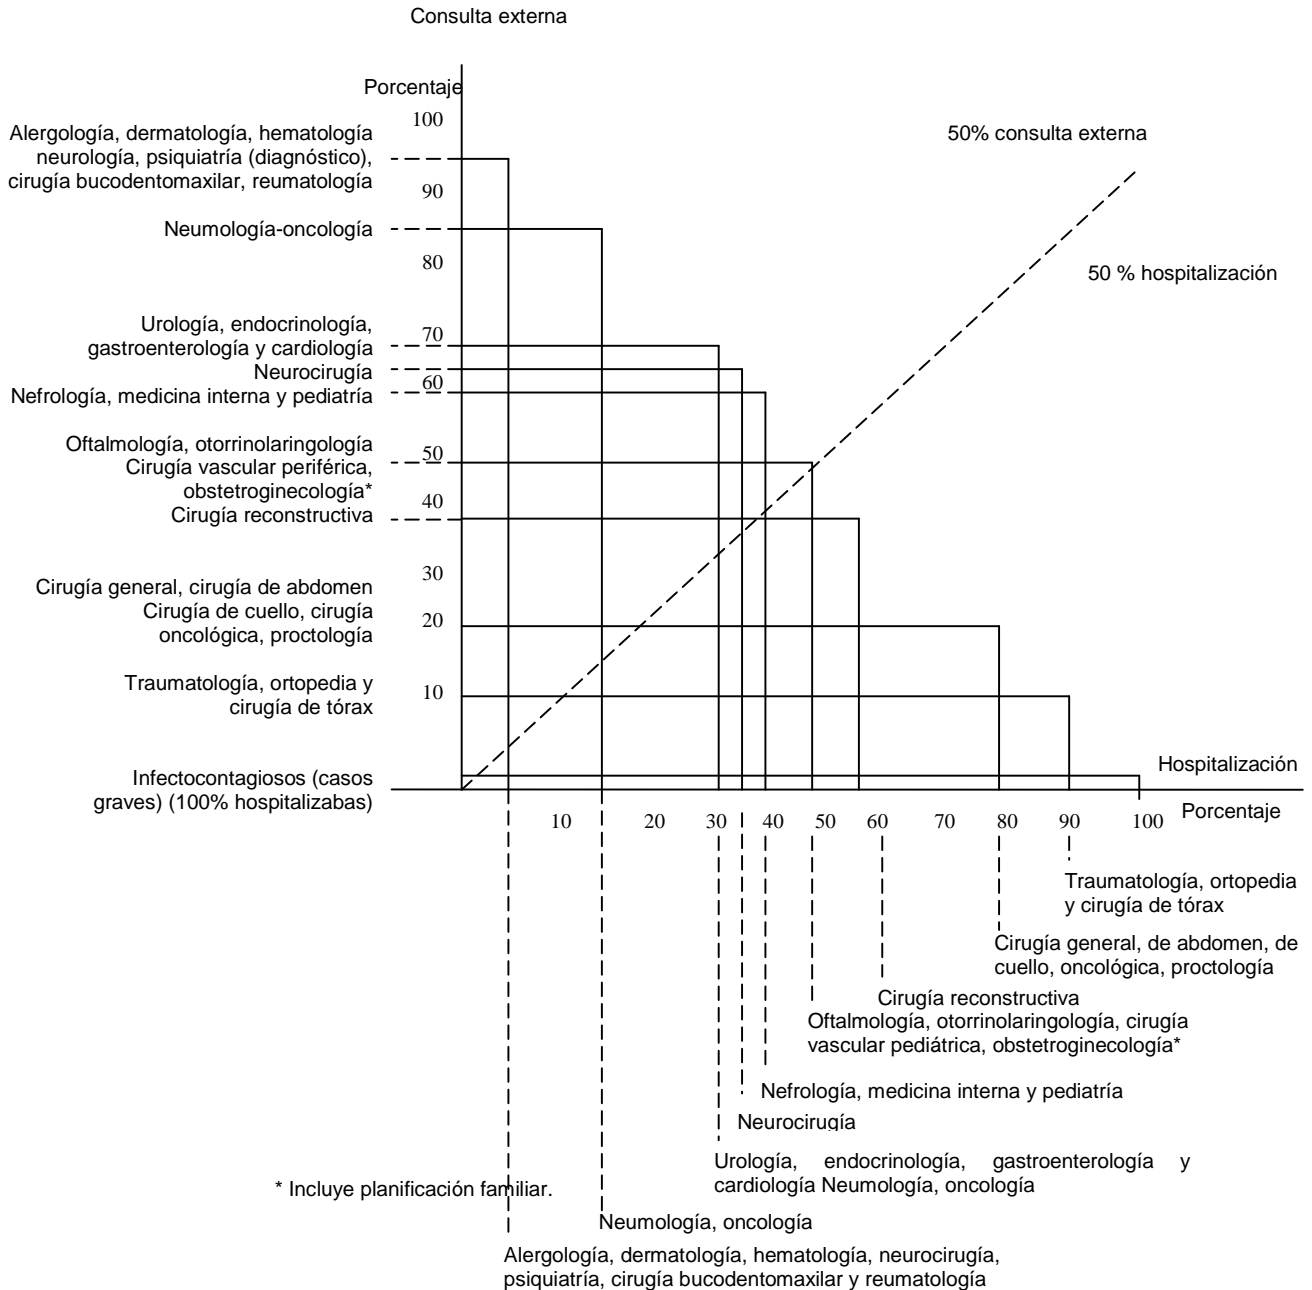 Consulta externa
Porcentaje
100
Alergología, dermatología, hematología
neurología, psiquiatría (diagnóstico),
cirugía bucodentomaxilar, reumatología
90
Neumología-oncología
80
Urología, endocrinología,
gastroenterología y cardiología
70
Neurocirugía
60
Nefrología, medicina interna y pediatría
Oftalmología, otorrinolaringología
Cirugía vascular periférica,
obstetroginecología*
50
40
Cirugía reconstructiva
30
Cirugía general, cirugía de abdomen
Cirugía de cuello, cirugía
oncológica, proctología
20
Traumatología, ortopedia y
cirugía de tórax
10
Infectocontagiosos (casos
graves) (100% hospitalizabas)
50% consulta externa
50 % hospitalización
Hospitalización
Porcentaje
10 20 30 40 50 60 70 80 90 100
Traumatología, ortopedia
y cirugía de tórax
Cirugía general, de abdomen, de
cuello, oncológica, proctología
Cirugía reconstructiva
Oftalmología, otorrinolaringología, cirugía
vascular pediátrica, obstetroginecología*
Nefrología, medicina interna y pediatría
Neurocirugía
Urología, endocrinología, gastroenterología y
cardiología Neumología, oncología
* Incluye planificación familiar.
Neumología, oncología
Alergología, dermatología, hematología, neurocirugía,
psiquiatría, cirugía bucodentomaxilar y reumatología